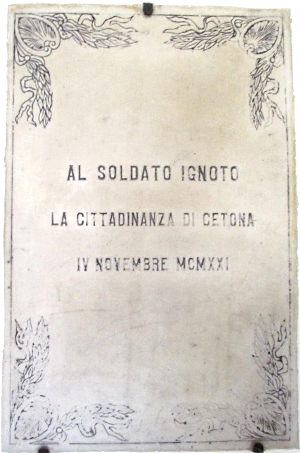 AL SOLDATO IGNOTO
LA CITTADINANZA DI CETONA
IV NOVEMBRE MCMXXI